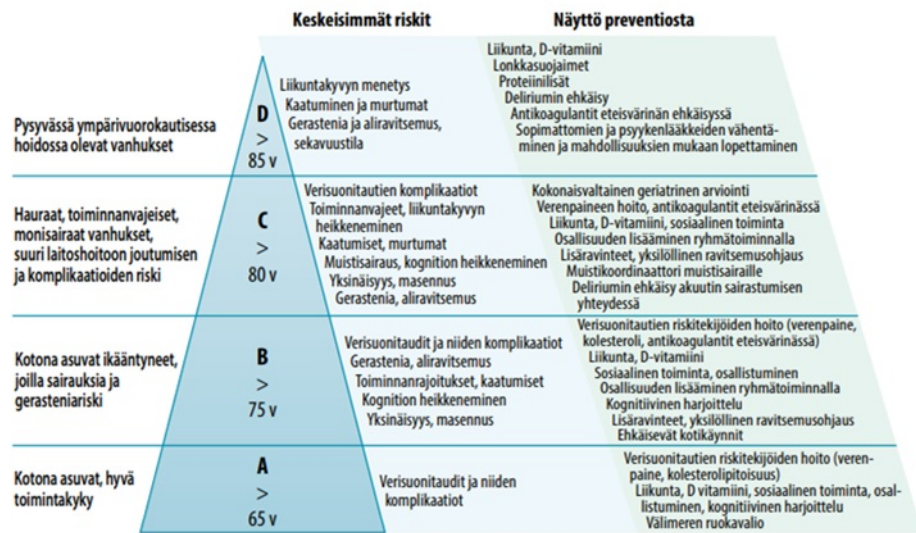 Keskeisimmät riskit
Näyttö preventiosta
Pysyvässä ympärivuorokautisessa
hoidossa olevat vanhukset
D
>
85 v
Liikuntakyvyn menetys
Kaatuminen ja murtumat
Gerastenia ja aliravitsemus,
sekavuustila
Liikunta, D-vitamiini
Lonkkasuojaimet
Proteiinilisät
Deliriumin ehkäisy
Antikoagulantit eteisvärinän ehkäisyssä
Sopimattomien ja psyykenlääkkeiden vähentä-
minen ja mahdollisuuksien mukaan lopettaminen
Hauraat, toiminnanvajeiset,
monisairaat vanhukset,
suuri laitoshoitoon joutumisen
ja komplikaatioiden riski
C
>
80 v
Verisuonitautien komplikaatiot
Toiminnanvajeet, liikuntakyvyn
heikkeneminen
Kaatumiset, murtumat
Muistisairaus, kognition heikkeneminen
Yksinäisyys, masennus
Gerastenia, aliravitsemus
Kokonaisvaltainen geriatrinen arviointi
Verenpaineen hoito, antikoagulantit eteisvärinässä
Liikunta, D-vitamiini, sosiaalinen toiminta
Osallisuuden lisääminen ryhmätoiminnalla
Lisäravinteet, yksilöllinen ravitsemusohjaus
Muistikoordinaattori muistisairaille
Deliriumin ehkäisy akuutin sairastumisen
yhteydessä
Kotona asuvat ikääntyneet,
joilla sairauksia ja
gerasteniariski
B
>
75 v
Verisuonitaudit ja niiden komplikaatiot
Gerastenia, aliravitsemus
Toiminnanrajoitukset, kaatumiset
Kognition heikkeneminen
Yksinäisyys, masennus
Verisuonitautien riskitekijöiden hoito (verenpaine,
kolesteroli, antikoagulantit eteisvärinässä)
Liikunta, D-vitamiini
Sosiaalinen toiminta, osallistuminen
Osallisuuden lisääminen ryhmätoiminnalla
Kognitiivinen harjoittelu
Lisäravinteet, yksilöllinen ravitsemusohjaus
Ehkäisevät kotikäynnit
Kotona asuvat, hyvä
toimintakyky
A
>
65 v
Verisuonitaudit ja niiden
komplikaatiot
Verisuonitautien riskitekijöiden hoito (veren-
paine, kolesterolipitoisuus)
Liikunta, D vitamiini, sosiaalinen toiminta, osal-
listuminen, kognitiivinen harjoittelu
Välimeren ruokavalio